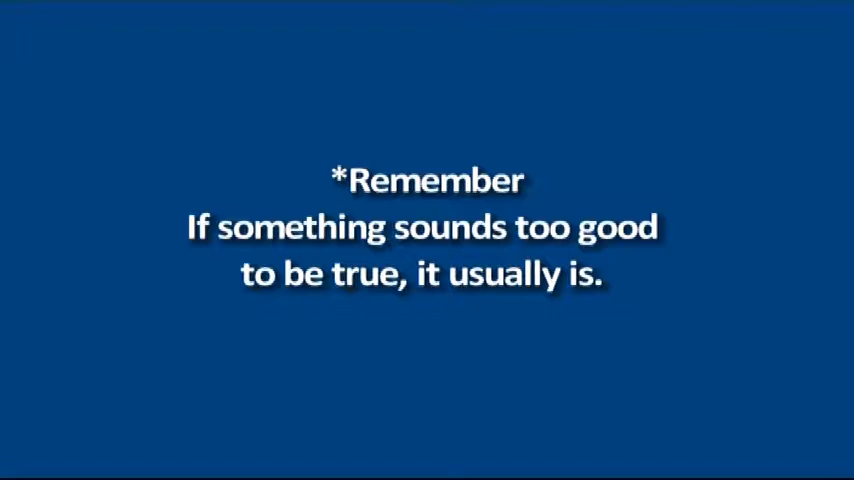 *Remember
If something sounds too good
to be true, it usually is.